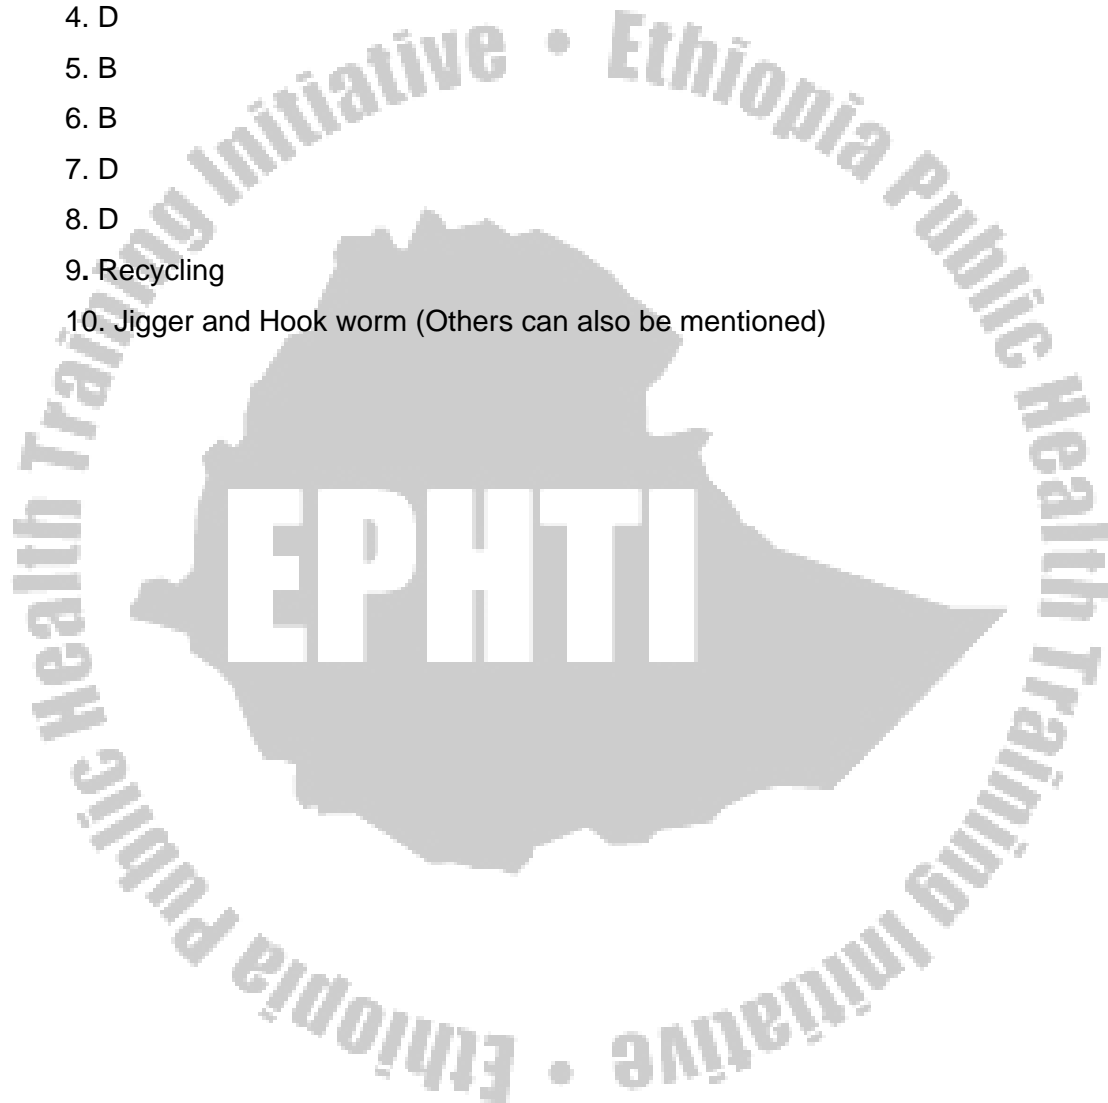 4. D
5. B
6. B
7. D
8. D
9. Recycling
10. Jigger and Hook worm (Others can also be mentioned)
Ethiopia Public Health Training Initiative • Ethiopia Public Health Training Initiative •
EPHTI